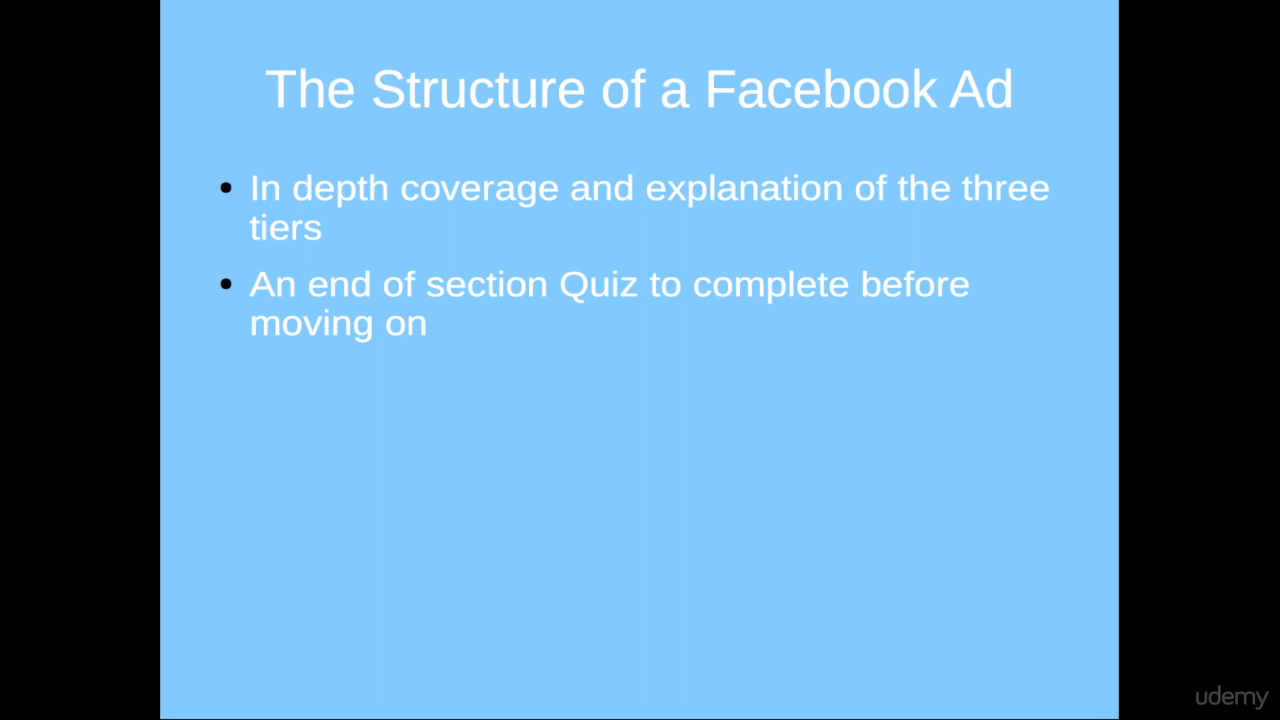 The Structure of a Facebook Ad
• In depth coverage and explanation of the three
tiers
• An end of section Quiz to complete before
moving on
udemy